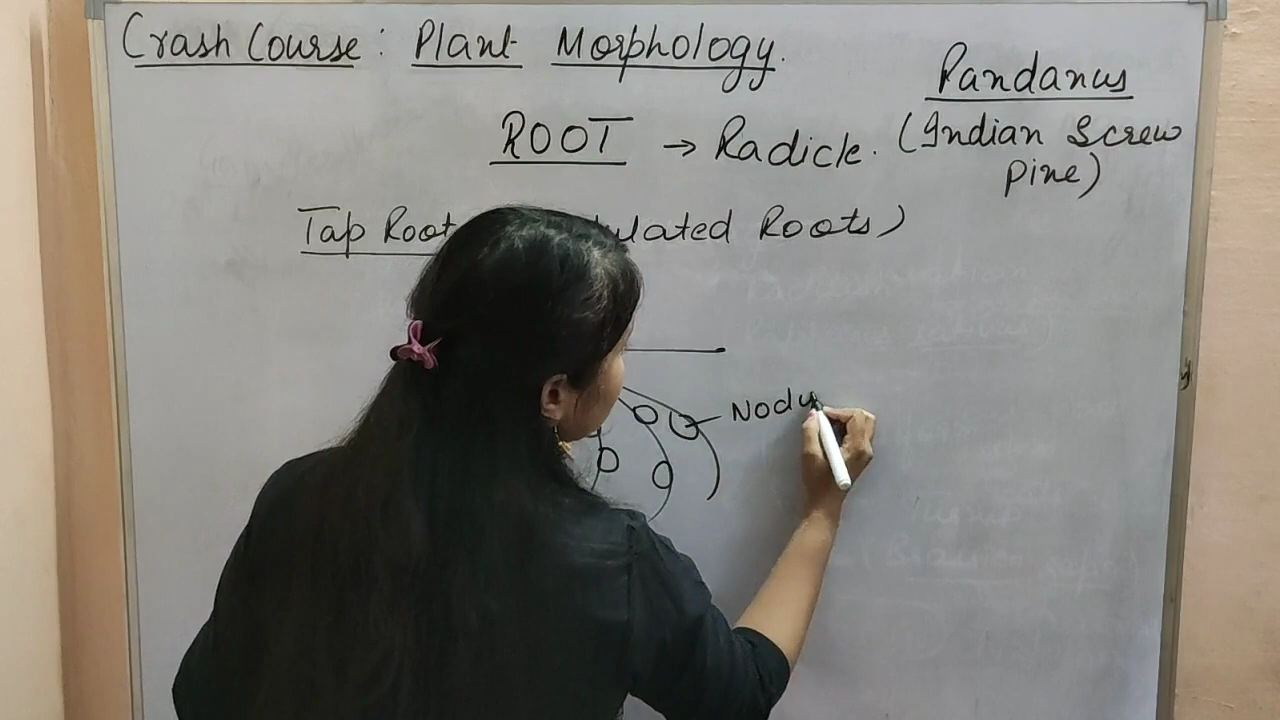 Crash Course: Plant Morphology.
Pandanus
(Indian Screw
pine)
ROOT → Radicle.
Tap Root ulated Roots)
Nodu